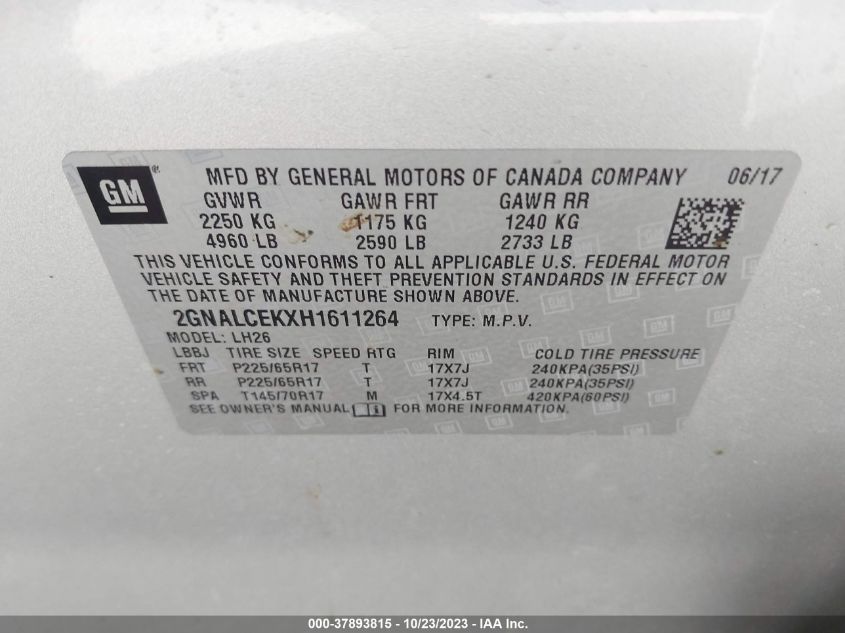 GM ® MFD BY GENERAL MOTORS OF CANADA COMPANY 06/17
GVWR GAWR FRT GAWR RR
2250 KG 1175 KG 1240 KG
4960 LB 2590 LB 2733 LB
THIS VEHICLE CONFORMS TO ALL APPLICABLE U.S. FEDERAL MOTOR
VEHICLE SAFETY AND THEFT PREVENTION STANDARDS IN EFFECT ON
THE DATE OF MANUFACTURE SHOWN ABOVE.
2GNALCEKXH1611264 TYPE: M.P.V.
MODEL: LH26
LBBJ TIRE SIZE SPEED RTG RIM COLD TIRE PRESSURE
FRT P225/65R17 T 17X7J 240KPA(35PSI)
RR P225/65R17 T 17X7J 240KPA(35PSI)
SPA T145/70R17 M 17X4.5T 420KPA(60PSI)
SEE OWNER'S MANUAL FOR MORE INFORMATION.
000-37893815 - 10/23/2023 - IAA Inc.